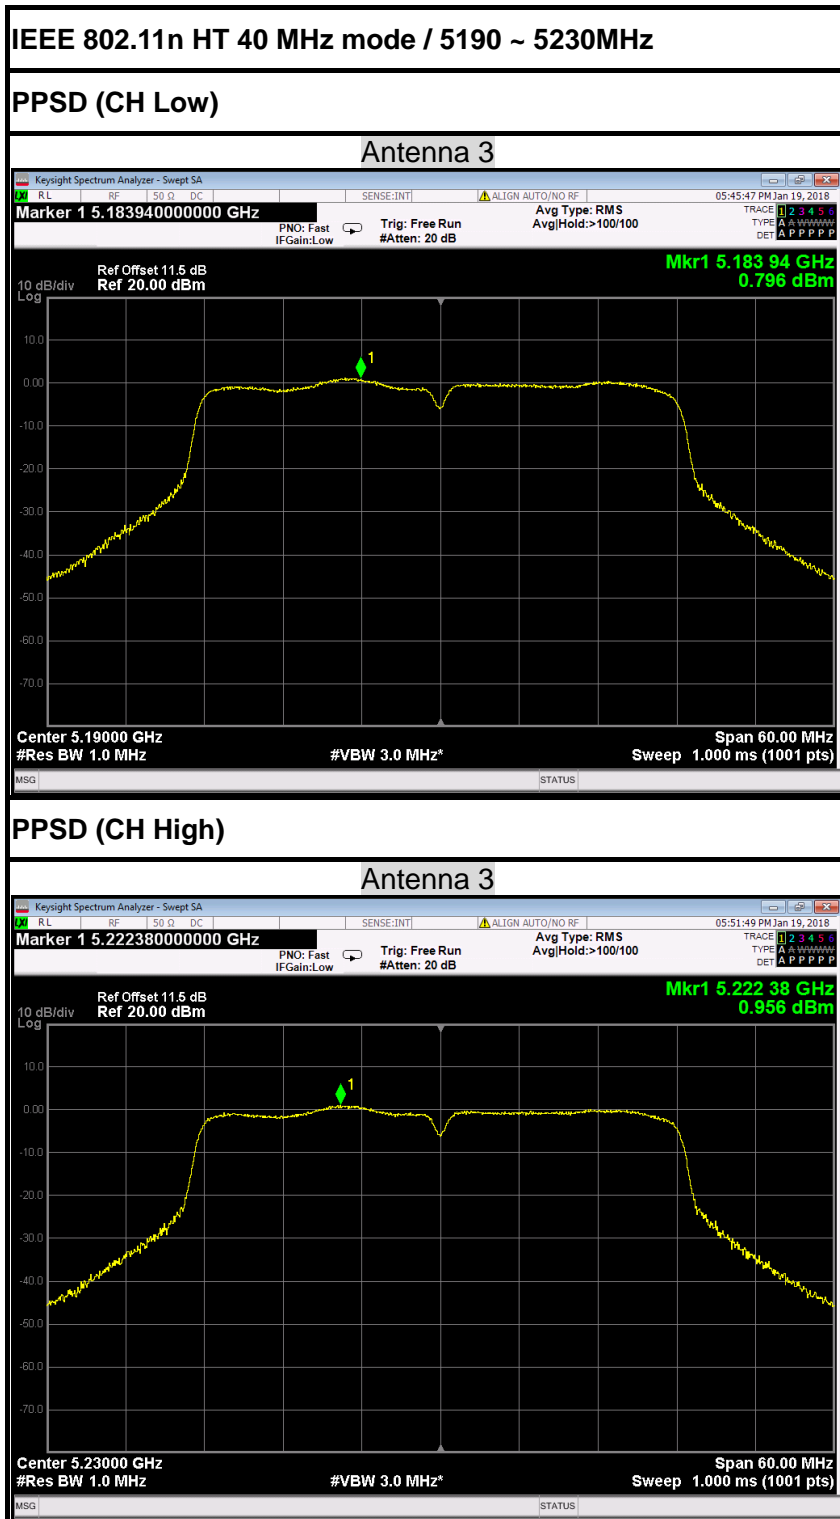 IEEE 802.11n HT 40 MHz mode / 5190 ~ 5230MHz
PPSD (CH Low)
Antenna 3
Keysight Spectrum Analyzer - Swept SA
LXI RL RF 50 Ω DC SENSE:INT ALIGN AUTO/NO RF 05:45:47 PM Jan 19, 2018
Marker 1 5.183940000000 GHz Avg Type: RMS TRACE 1 2 3 4 5 6
PNO: Fast Trig: Free Run Avg|Hold:>100/100 TYPE A A W W W W W
IFGain:Low #Atten: 20 dB DET A P P P P P
Mkr1 5.183 94 GHz
Ref Offset 11.5 dB
0.796 dBm
10 dB/div Ref 20.00 dBm
Log
10.0
1
0.00
-10.0
-20.0
-30.0
-40.0
-50.0
-60.0
-70.0
Center 5.19000 GHz Span 60.00 MHz
#Res BW 1.0 MHz #VBW 3.0 MHz* Sweep 1.000 ms (1001 pts)
MSG STATUS
PPSD (CH High)
Antenna 3
Keysight Spectrum Analyzer - Swept SA
LXI RL RF 50 Ω DC SENSE:INT ALIGN AUTO/NO RF 05:51:49 PM Jan 19, 2018
Marker 1 5.222380000000 GHz Avg Type: RMS TRACE 1 2 3 4 5 6
PNO: Fast Trig: Free Run Avg|Hold:>100/100 TYPE A A W W W W W
IFGain:Low #Atten: 20 dB DET A P P P P P
Mkr1 5.222 38 GHz
Ref Offset 11.5 dB
0.956 dBm
10 dB/div Ref 20.00 dBm
Log
10.0
1
0.00
-10.0
-20.0
-30.0
-40.0
-50.0
-60.0
-70.0
Center 5.23000 GHz Span 60.00 MHz
#Res BW 1.0 MHz #VBW 3.0 MHz* Sweep 1.000 ms (1001 pts)
MSG STATUS